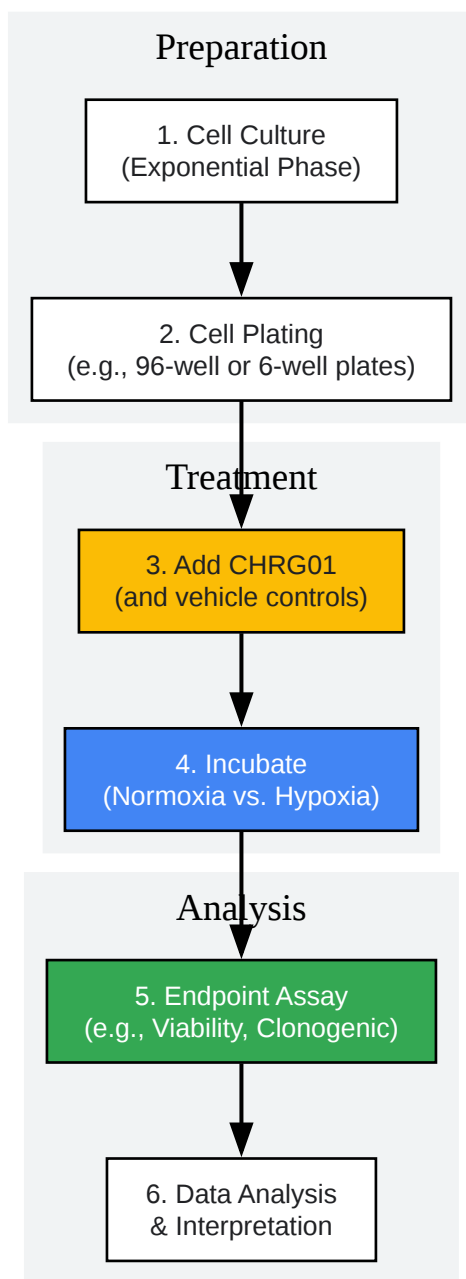 Preparation
1. Cell Culture
(Exponential Phase)
2. Cell Plating
(e.g., 96-well or 6-well plates)
Treatment
3. Add CHRG01
(and vehicle controls)
4. Incubate
(Normoxia vs. Hypoxia)
Analysis
5. Endpoint Assay
(e.g., Viability, Clonogenic)
6. Data Analysis
& Interpretation